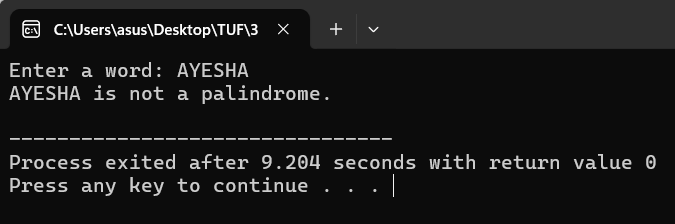 C:\Users\asus\Desktop\TUF\3
Enter a word: AYESHA
AYESHA is not a palindrome.
--------------------------------
Process exited after 9.204 seconds with return value 0
Press any key to continue . . .